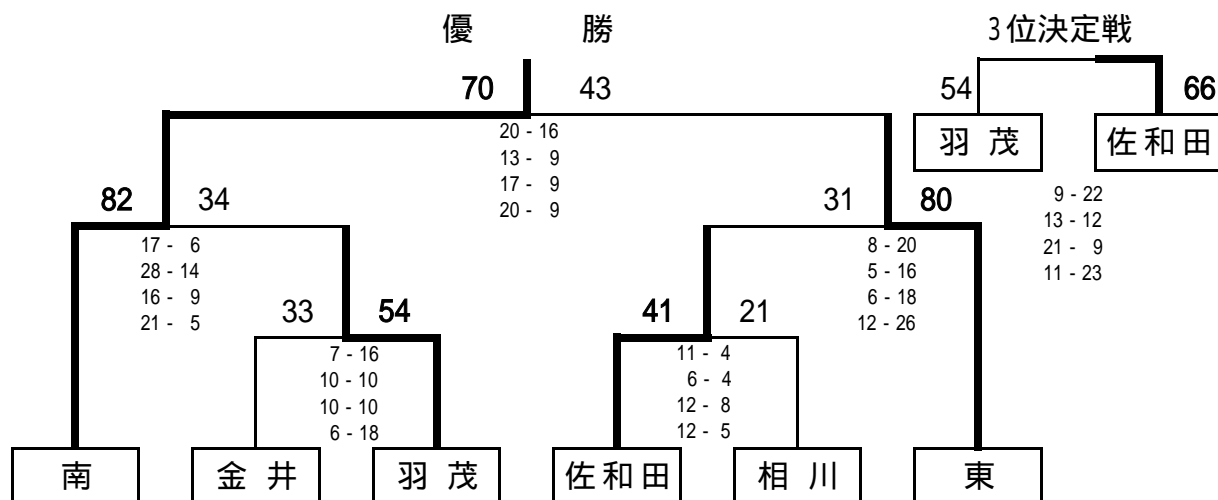 優 勝
3位決定戦
70 43
54 66
20 - 16
13 - 9
17 - 9
20 - 9
羽 茂 佐和田
9 - 22
13 - 12
21 - 9
11 - 23
82 34
31 80
17 - 6
28 - 14
16 - 9
21 - 5
8 - 20
5 - 16
6 - 18
12 - 26
33 54
41 21
7 - 16
10 - 10
10 - 10
6 - 18
11 - 4
6 - 4
12 - 8
12 - 5
南 金 井 羽 茂 佐和田 相 川 東